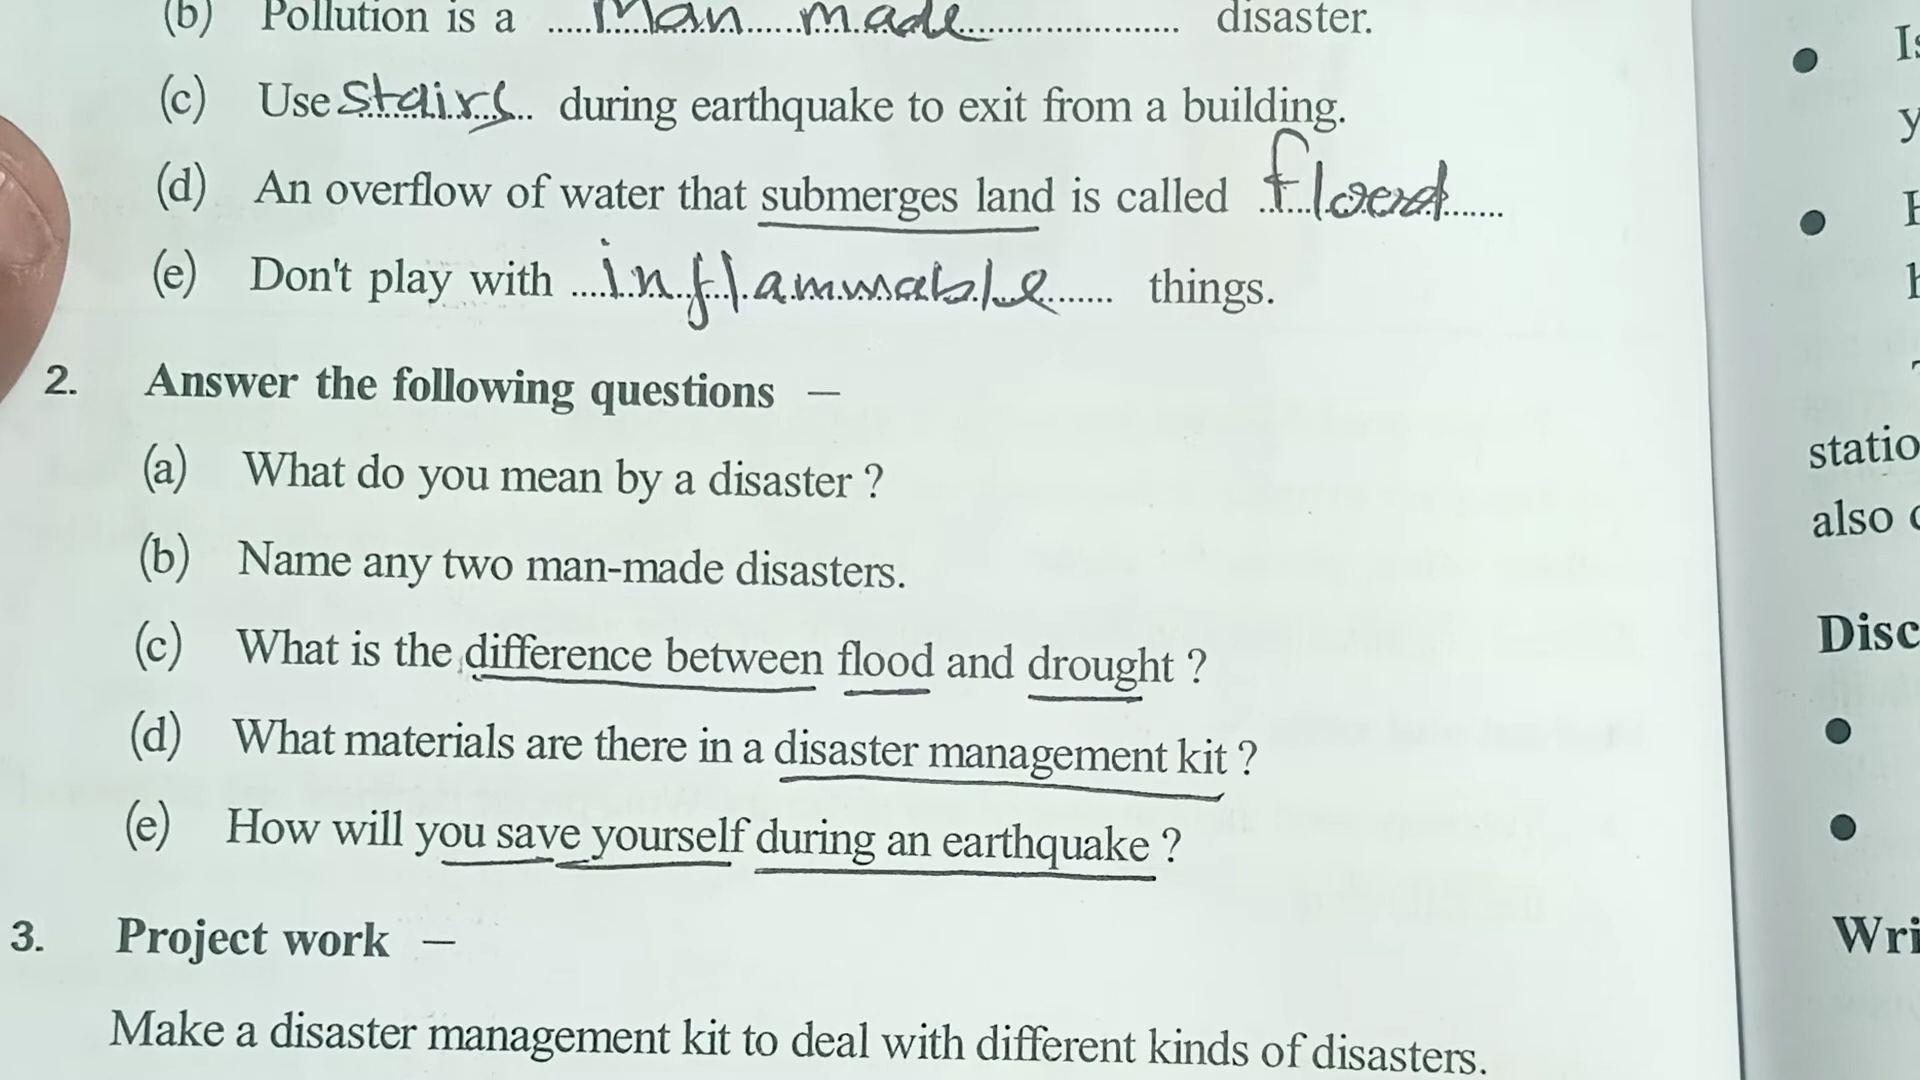 (b) Pollution is a .....man made..................... disaster.
(c) Use stairs.. during earthquake to exit from a building.
(d) An overflow of water that submerges land is called flood......
(e) Don't play with ...inflammable....... things.
2. Answer the following questions —
(a) What do you mean by a disaster ?
(b) Name any two man-made disasters.
(c) What is the difference between flood and drought ?
(d) What materials are there in a disaster management kit ?
(e) How will you save yourself during an earthquake ?
3. Project work —
Make a disaster management kit to deal with different kinds of disasters.
• Is
y
•
statio
also
Disc
•
•
Wri